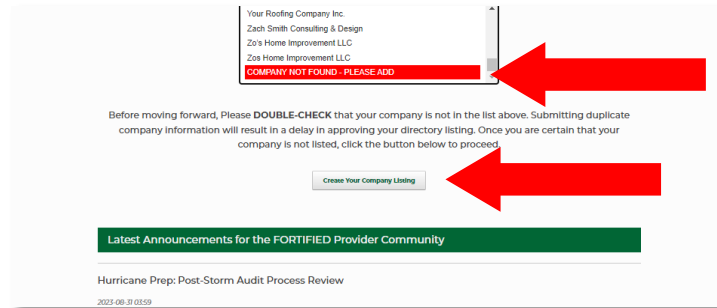 Your Roofing Company Inc.
Zach Smith Consulting & Design
Zo's Home Improvement LLC
Zos Home Improvement LLC
COMPANY NOT FOUND - PLEASE ADD
Before moving forward, Please DOUBLE-CHECK that your company is not in the list above. Submitting duplicate
company information will result in a delay in approving your directory listing. Once you are certain that your
company is not listed, click the button below to proceed.
Crease Your Company Listing
Latest Announcements for the FORTIFIED Provider Community
Hurricane Prep: Post-Storm Audit Process Review
2023-08-31 03:59